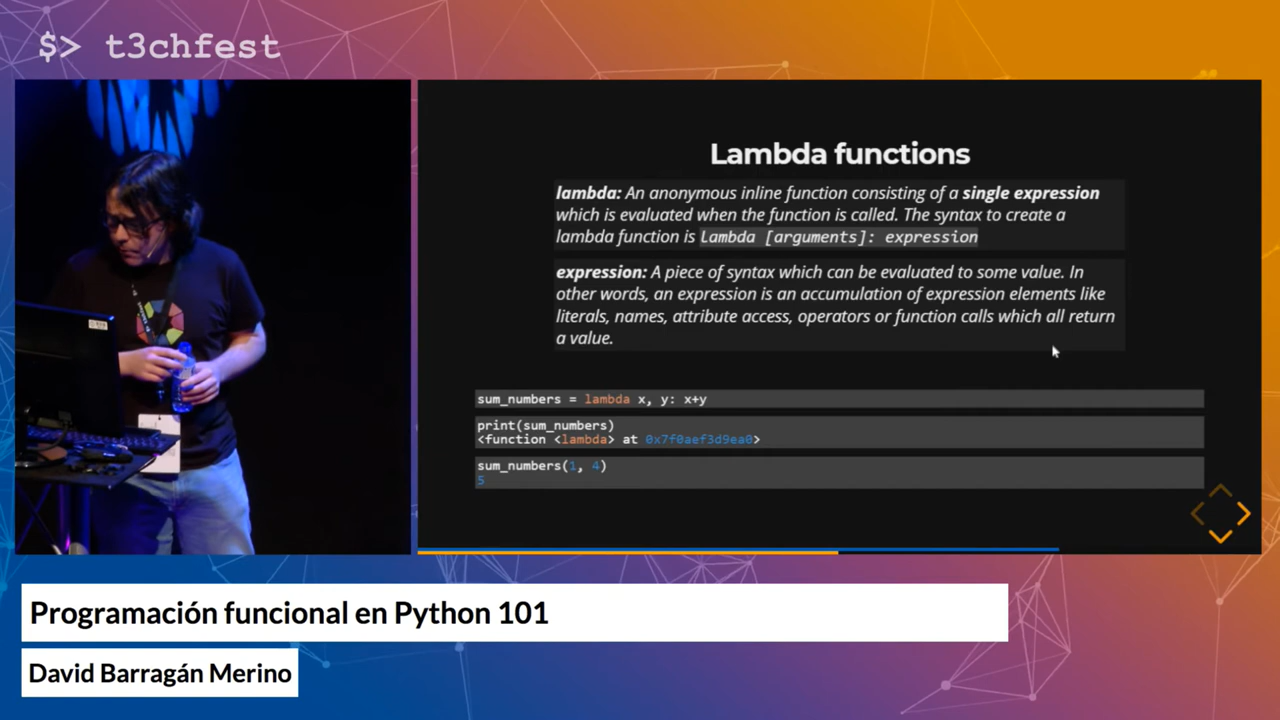 $> t3chfest
Lambda functions
lambda: An anonymous inline function consisting of a single expression
which is evaluated when the function is called. The syntax to create a
lambda function is Lambda [arguments]: expression
expression: A piece of syntax which can be evaluated to some value. In
other words, an expression is an accumulation of expression elements like
literals, names, attribute access, operators or function calls which all return
a value.
sum_numbers = lambda x, y: x+y
print(sum_numbers)
<function <lambda> at 0x7f0aef3d9ea0>
sum_numbers(1, 4)
5
Programación funcional en Python 101
David Barragán Merino